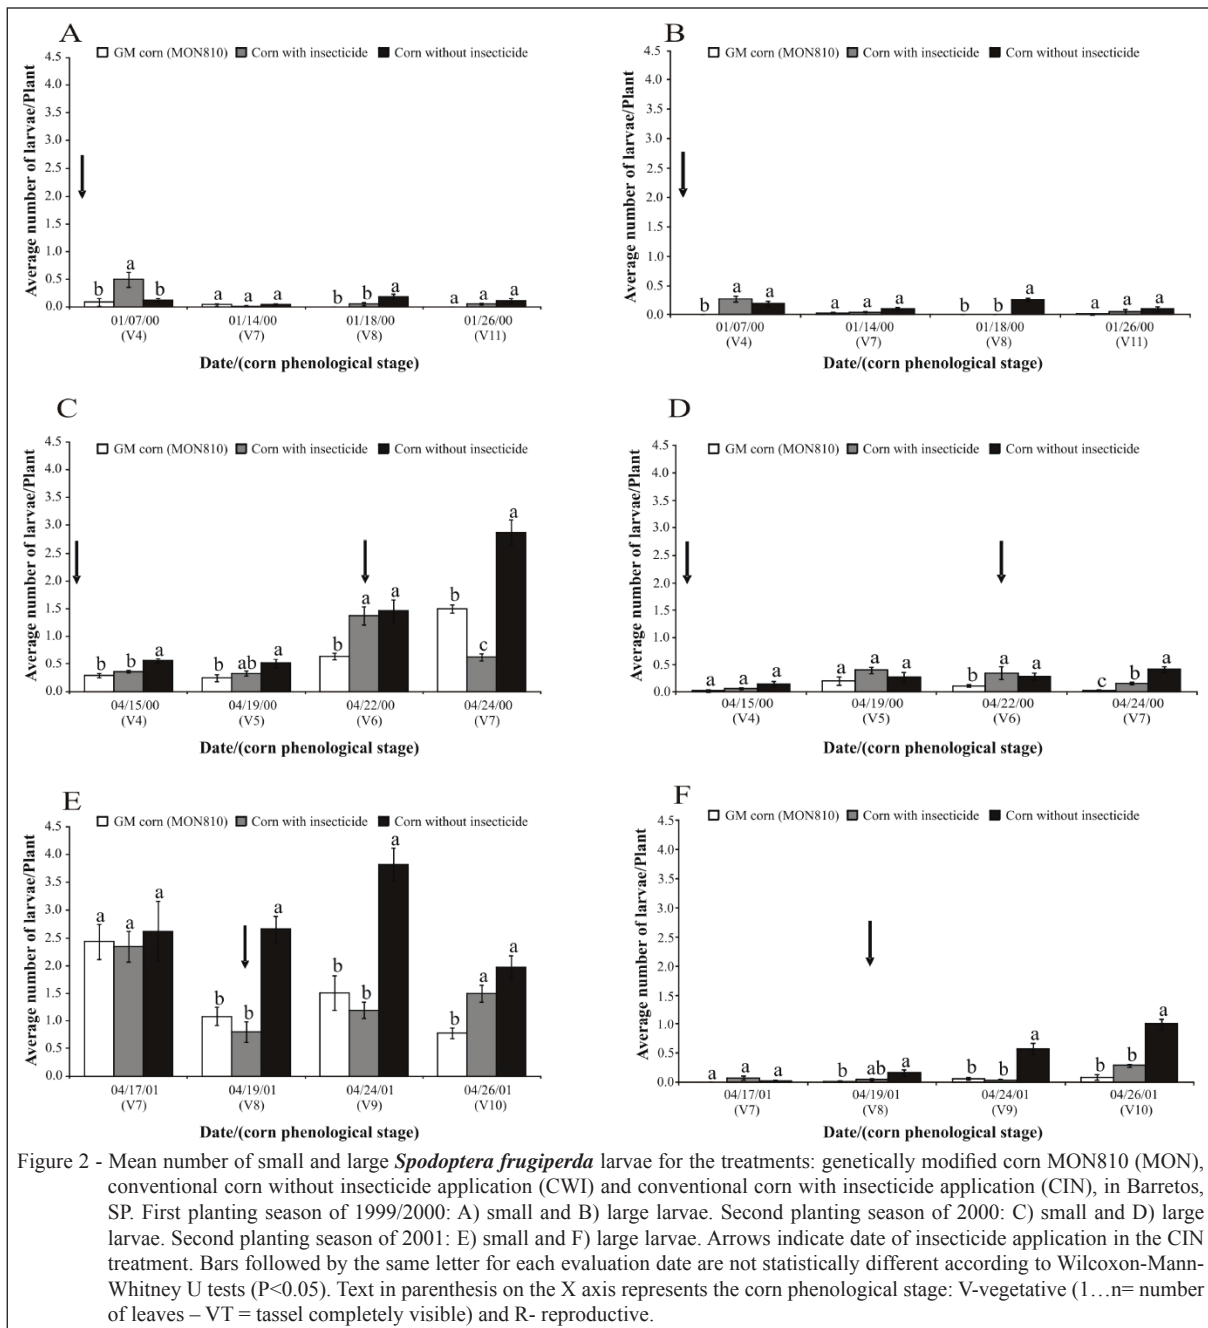 A
GM corn (MON810) Corn with insecticide Corn without insecticide
Average number of larvae/Plant
4.5
4.0
3.5
3.0
2.5
2.0
1.5
1.0
0.5
0.0
b a b
a a a
b b a
a a a
01/07/00 01/14/00 01/18/00 01/26/00
(V4) (V7) (V8) (V11)
Date/(corn phenological stage)
B
GM corn (MON810) Corn with insecticide Corn without insecticide
Average number of larvae/Plant
4.5
4.0
3.5
3.0
2.5
2.0
1.5
1.0
0.5
0.0
b a a
a a a
b b a
a a a
01/07/00 01/14/00 01/18/00 01/26/00
(V4) (V7) (V8) (V11)
Date/(corn phenological stage)
C
GM corn (MON810) Corn with insecticide Corn without insecticide
Average number of larvae/Plant
4.5
4.0
3.5
3.0
2.5
2.0
1.5
1.0
0.5
0.0
b b a
b ab a
b a a
b c a
04/15/00 04/19/00 04/22/00 04/24/00
(V4) (V5) (V6) (V7)
Date/(corn phenological stage)
D
GM corn (MON810) Corn with insecticide Corn without insecticide
Average number of larvae/Plant
4.5
4.0
3.5
3.0
2.5
2.0
1.5
1.0
0.5
0.0
a a a
a a a
b a a
c b a
04/15/00 04/19/00 04/22/00 04/24/00
(V4) (V5) (V6) (V7)
Date/(corn phenological stage)
E
GM corn (MON810) Corn with insecticide Corn without insecticide
Average number of larvae/Plant
4.5
4.0
3.5
3.0
2.5
2.0
1.5
1.0
0.5
0.0
a a a
b b a
b b a
b a a
04/17/01 04/19/01 04/24/01 04/26/01
(V7) (V8) (V9) (V10)
Date/(corn phenological stage)
F
GM corn (MON810) Corn with insecticide Corn without insecticide
Average number of larvae/Plant
4.5
4.0
3.5
3.0
2.5
2.0
1.5
1.0
0.5
0.0
a a a
b ab a
b b a
b b a
04/17/01 04/19/01 04/24/01 04/26/01
(V7) (V8) (V9) (V10)
Date/(corn phenological stage)
Figure 2 - Mean number of small and large Spodoptera frugiperda larvae for the treatments: genetically modified corn MON810 (MON),
conventional corn without insecticide application (CWI) and conventional corn with insecticide application (CIN), in Barretos,
SP. First planting season of 1999/2000: A) small and B) large larvae. Second planting season of 2000: C) small and D) large
larvae. Second planting season of 2001: E) small and F) large larvae. Arrows indicate date of insecticide application in the CIN
treatment. Bars followed by the same letter for each evaluation date are not statistically different according to Wilcoxon-Mann-
Whitney U tests (P<0.05). Text in parenthesis on the X axis represents the corn phenological stage: V-vegetative (1…n= number
of leaves – VT = tassel completely visible) and R- reproductive.